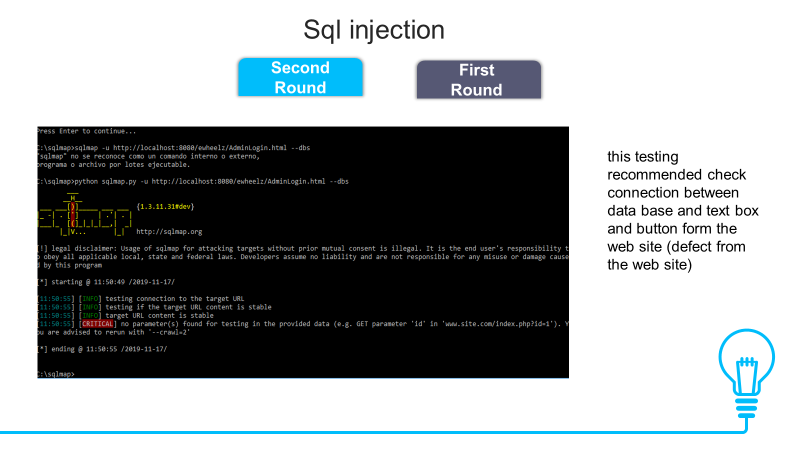 Sql injection
Second
Round
First
Round
Press Enter to continue...
C:\sqlmap>sqlmap -u http://localhost:8080/ewheelz/AdminLogin.html --dbs
"sqlmap" no se reconoce como un comando interno o externo,
programa o archivo por lotes ejecutable.
C:\sqlmap>python sqlmap.py -u http://localhost:8080/ewheelz/AdminLogin.html --dbs
{1.3.11.31#dev}
http://sqlmap.org
[!] legal disclaimer: Usage of sqlmap for attacking targets without prior mutual consent is illegal. It is the end user's responsibility t
o obey all applicable local, state and federal laws. Developers assume no liability and are not responsible for any misuse or damage cause
d by this program
[*] starting @ 11:50:49 /2019-11-17/
[11:50:55] [INFO] testing connection to the target URL
[11:50:55] [INFO] testing if the target URL content is stable
[11:50:55] [INFO] target URL content is stable
[11:50:55] [CRITICAL] no parameter(s) found for testing in the provided data (e.g. GET parameter 'id' in 'www.site.com/index.php?id=1'). Y
ou are advised to rerun with '--crawl=2'
[*] ending @ 11:50:55 /2019-11-17/
C:\sqlmap>
this testing
recommended check
connection between
data base and text box
and button form the
web site (defect from
the web site)